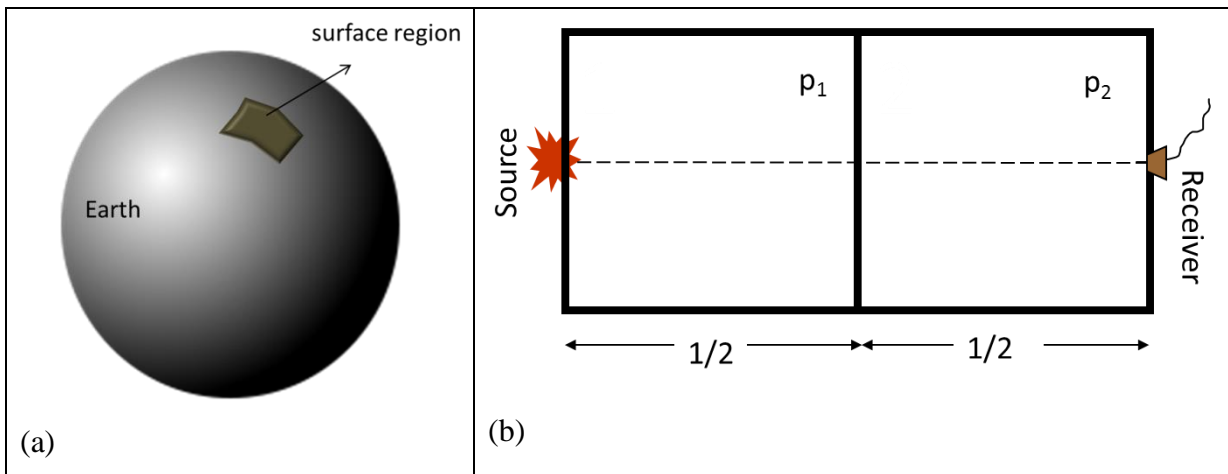 surface region
Earth
(a)
p₁
p₂
Source
Receiver
1/2
1/2
(b)